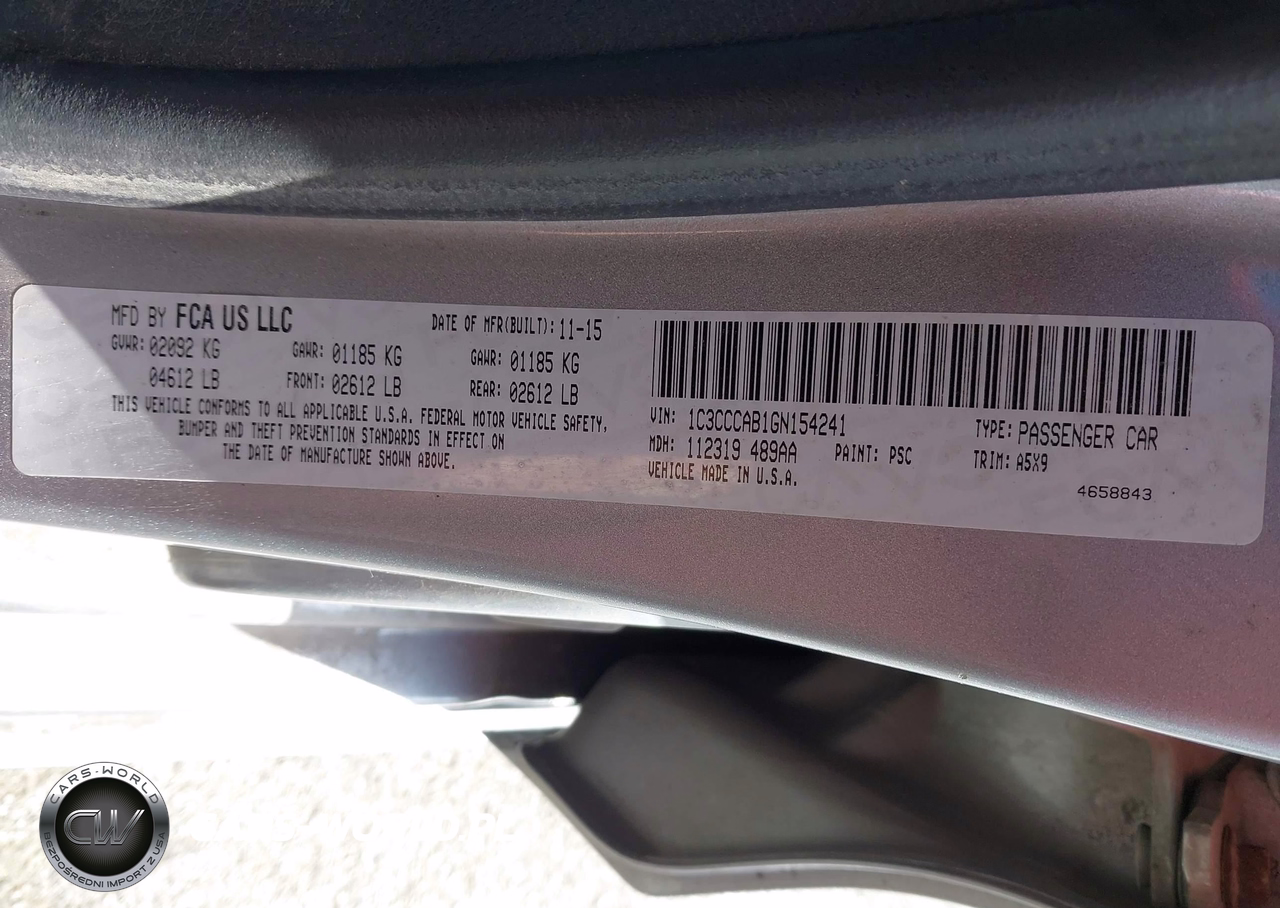 MFD BY FCA US LLC DATE OF MFR(BUILT): 11-15
GVWR: 02092 KG GAWR: 01185 KG GAWR: 01185 KG
04612 LB FRONT: 02612 LB REAR: 02612 LB
THIS VEHICLE CONFORMS TO ALL APPLICABLE U.S.A. FEDERAL MOTOR VEHICLE SAFETY,
BUMPER AND THEFT PREVENTION STANDARDS IN EFFECT ON
THE DATE OF MANUFACTURE SHOWN ABOVE.
VIN: 1C3CCCAB1GN154241 TYPE: PASSENGER CAR
MDH: 112319 489AA PAINT: PSC TRIM: A5X9
VEHICLE MADE IN U.S.A.
4658843
CARS-WORLD
CW
BEZPOŚREDNI IMPORT Z USA